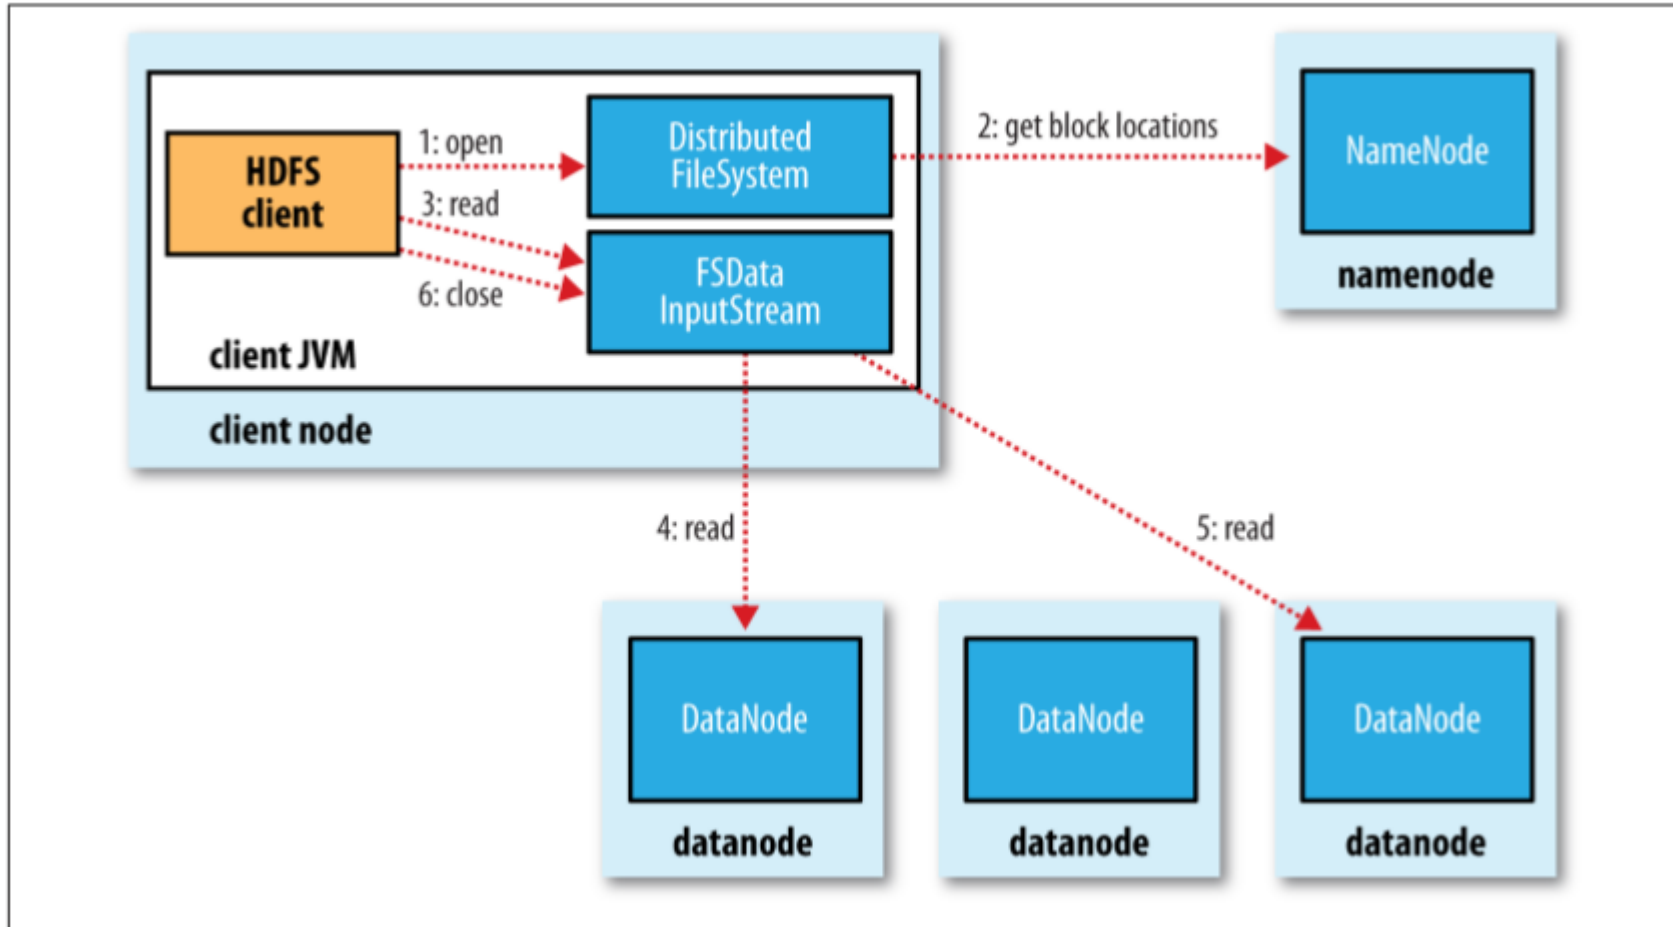 HDFS
client
1: open
3: read
6: close
Distributed
FileSystem
FSData
InputStream
client JVM
client node
2: get block locations
NameNode
namenode
4: read
5: read
DataNode
datanode
DataNode
datanode
DataNode
datanode